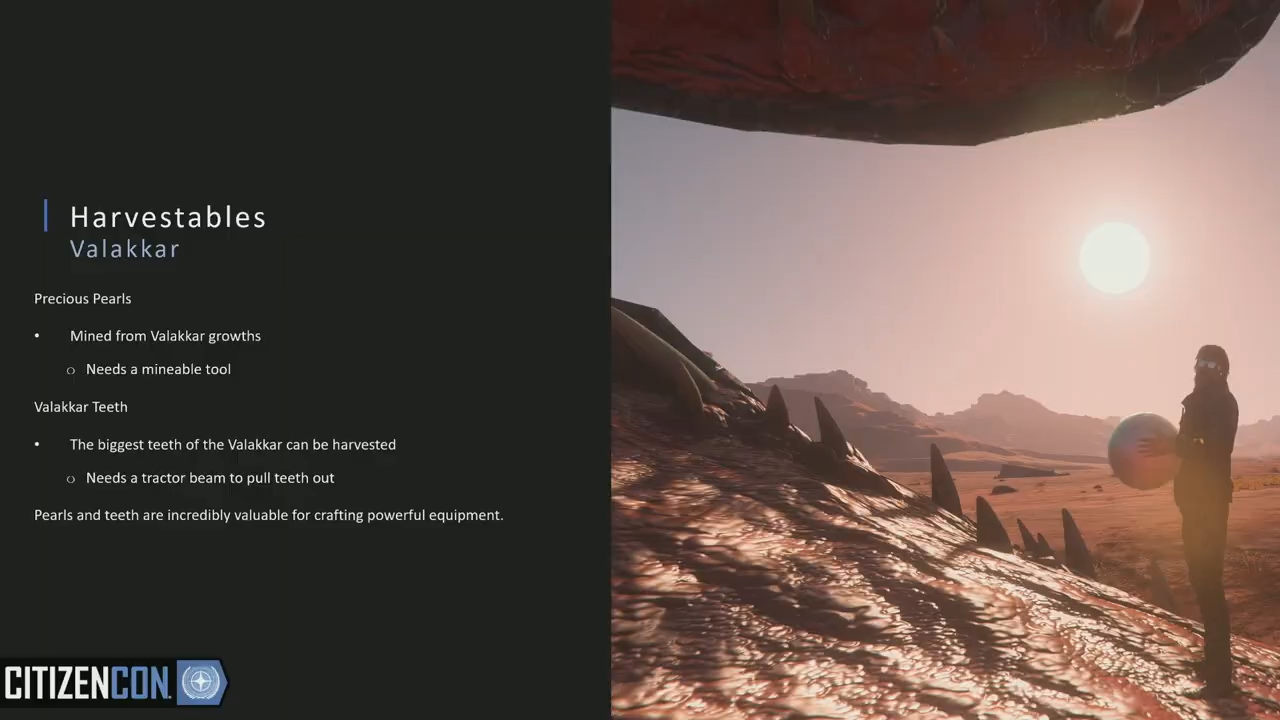 Harvestables
Valakkar
Precious Pearls
• Mined from Valakkar growths
o Needs a mineable tool
Valakkar Teeth
• The biggest teeth of the Valakkar can be harvested
o Needs a tractor beam to pull teeth out
Pearls and teeth are incredibly valuable for crafting powerful equipment.
CITIZENCON